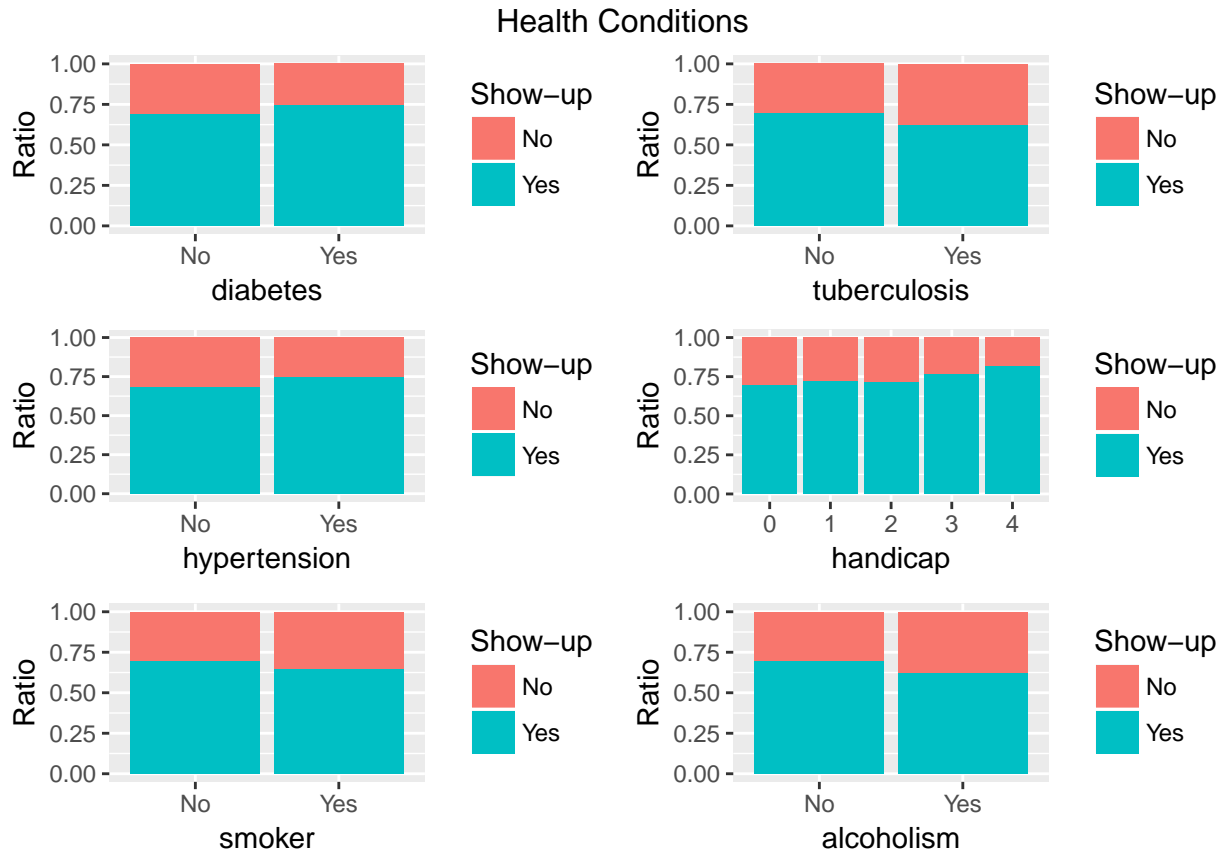 Health Conditions
Ratio
1.00
0.75
0.50
0.25
0.00
No Yes
diabetes
Show-up
No
Yes
Ratio
1.00
0.75
0.50
0.25
0.00
No Yes
tuberculosis
Show-up
No
Yes
Ratio
1.00
0.75
0.50
0.25
0.00
No Yes
hypertension
Show-up
No
Yes
Ratio
1.00
0.75
0.50
0.25
0.00
0 1 2 3 4
handicap
Show-up
No
Yes
Ratio
1.00
0.75
0.50
0.25
0.00
No Yes
smoker
Show-up
No
Yes
Ratio
1.00
0.75
0.50
0.25
0.00
No Yes
alcoholism
Show-up
No
Yes